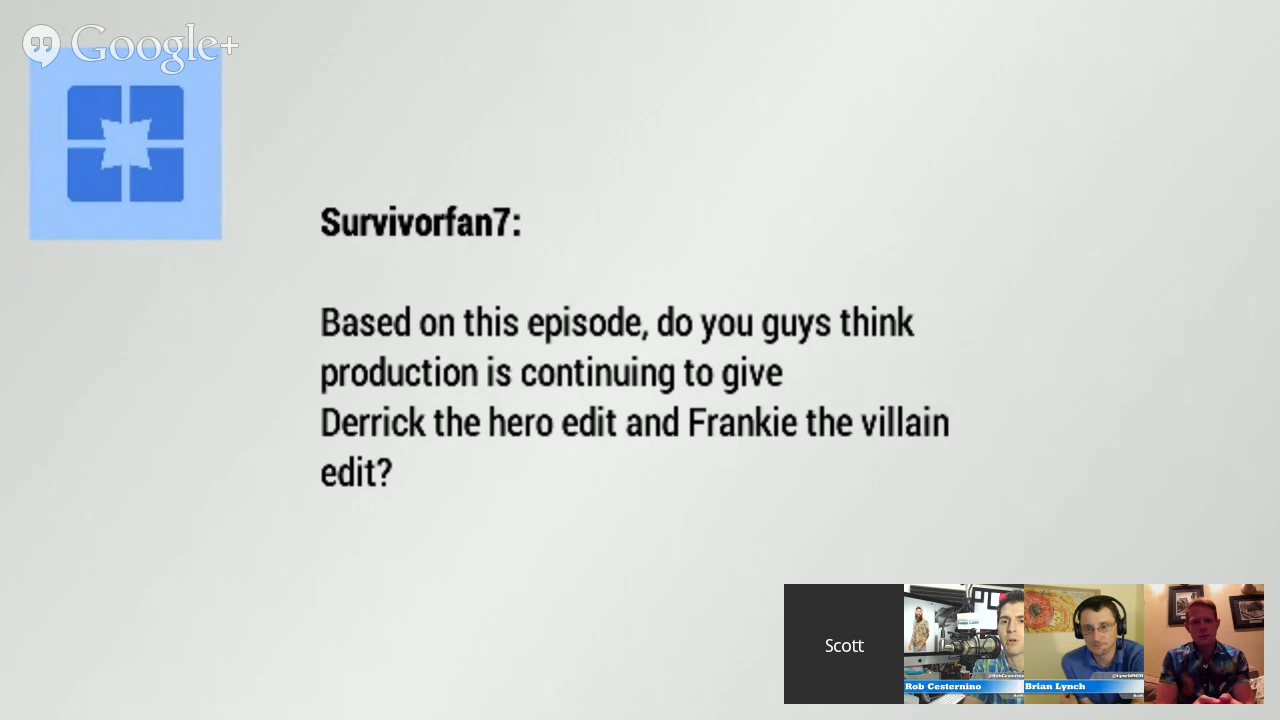 Google+
Survivorfan7:
Based on this episode, do you guys think
production is continuing to give
Derrick the hero edit and Frankie the villain
edit?
Scott
Rob Cesternino
Brian Lynch